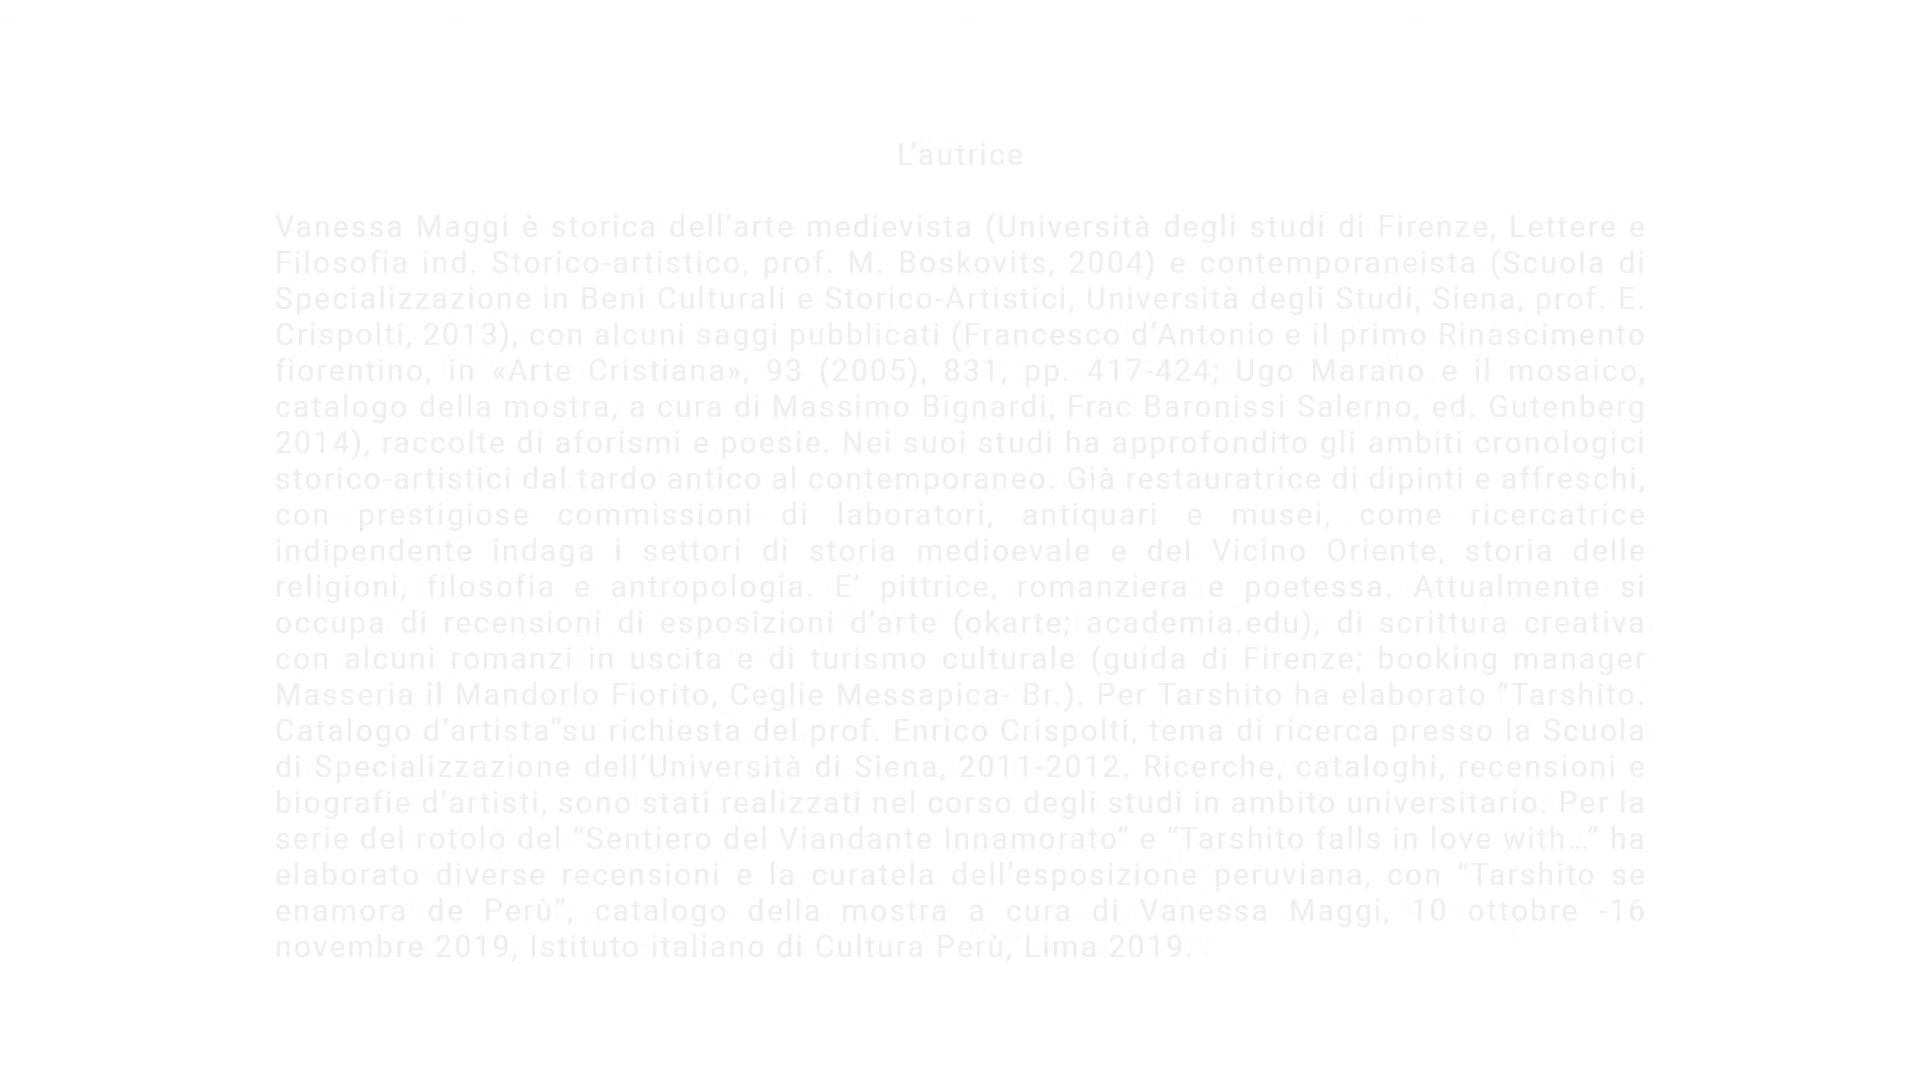 L’autrice
Vanessa Maggi è storica dell’arte medievista (Università degli studi di Firenze, Lettere e
Filosofia ind. Storico-artistico, prof. M. Boskovits, 2004) e contemporaneista (Scuola di
Specializzazione in Beni Culturali e Storico-Artistici, Università degli Studi, Siena, prof. E.
Crispolti, 2013), con alcuni saggi pubblicati (Francesco d’Antonio e il primo Rinascimento
fiorentino, in «Arte Cristiana», 93 (2005), 831, pp. 417-424; Ugo Marano e il mosaico,
catalogo della mostra, a cura di Massimo Bignardi, Frac Baronissi Salerno, ed. Gutenberg
2014), raccolte di aforismi e poesie. Nei suoi studi ha approfondito gli ambiti cronologici
storico-artistici dal tardo antico al contemporaneo. Già restauratrice di dipinti e affreschi,
con prestigiose commissioni di laboratori, antiquari e musei, come ricercatrice
indipendente indaga i settori di storia medioevale e del Vicino Oriente, storia delle
religioni, filosofia e antropologia. E’ pittrice, romanziera e poetessa. Attualmente si
occupa di recensioni di esposizioni d’arte (okarte; academia.edu), di scrittura creativa
con alcuni romanzi in uscita e di turismo culturale (guida di Firenze; booking manager
Masseria il Mandorlo Fiorito, Ceglie Messapica- Br.). Per Tarshito ha elaborato “Tarshito.
Catalogo d’artista”su richiesta del prof. Enrico Crispolti, tema di ricerca presso la Scuola
di Specializzazione dell’Università di Siena, 2011-2012. Ricerche, cataloghi, recensioni e
biografie d’artisti, sono stati realizzati nel corso degli studi in ambito universitario. Per la
serie del rotolo del “Sentiero del Viandante Innamorato” e “Tarshito falls in love with…” ha
elaborato diverse recensioni e la curatela dell’esposizione peruviana, con “Tarshito se
enamora de Perù”, catalogo della mostra a cura di Vanessa Maggi, 10 ottobre -16
novembre 2019, Istituto italiano di Cultura Perù, Lima 2019.